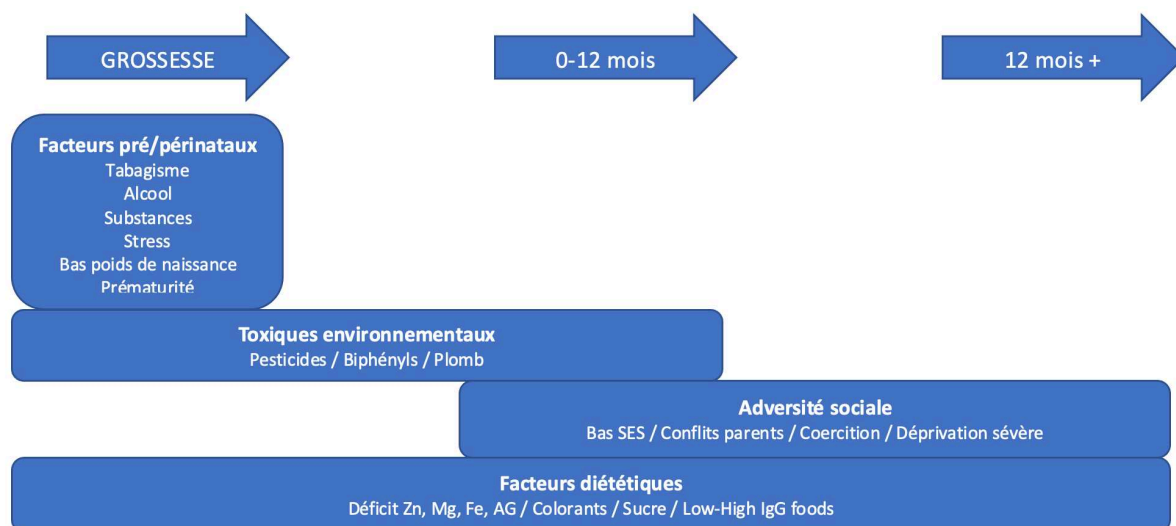 GROSSESSE
0-12 mois
12 mois +
Facteurs pré/périnataux
Tabagisme
Alcool
Substances
Stress
Bas poids de naissance
Prématurité
Toxiques environnementaux
Pesticides / Biphényls / Plomb
Adversité sociale
Bas SES / Conflits parents / Coercition / Déprivation sévère
Facteurs diététiques
Déficit Zn, Mg, Fe, AG / Colorants / Sucre / Low-High IgG foods